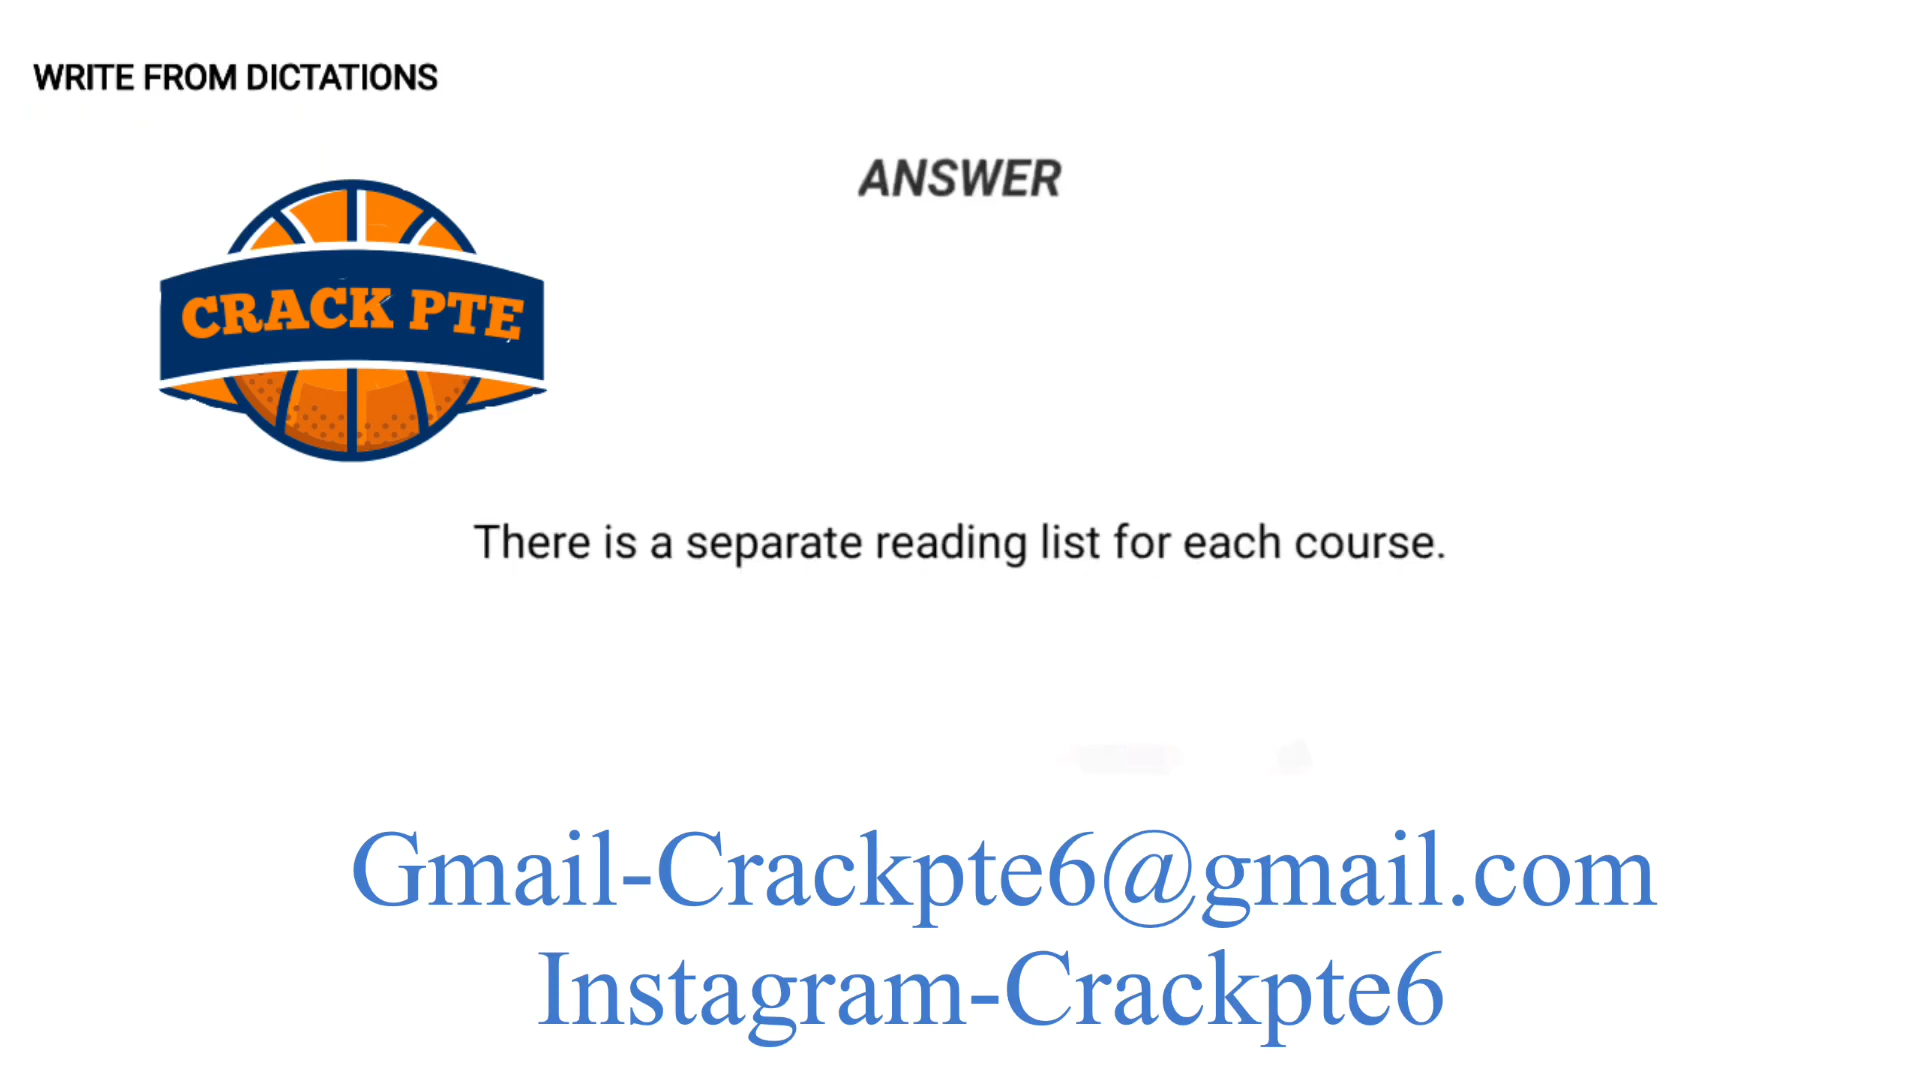 WRITE FROM DICTATIONS
ANSWER
CRACK PTE
There is a separate reading list for each course.
Gmail-Crackpte6@gmail.com
Instagram-Crackpte6